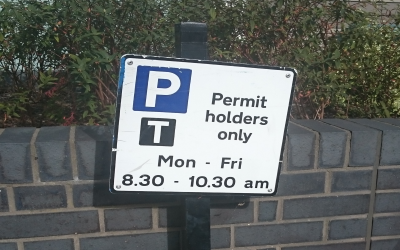 P
T
Permit
holders
only
Mon - Fri
8.30 - 10.30 am